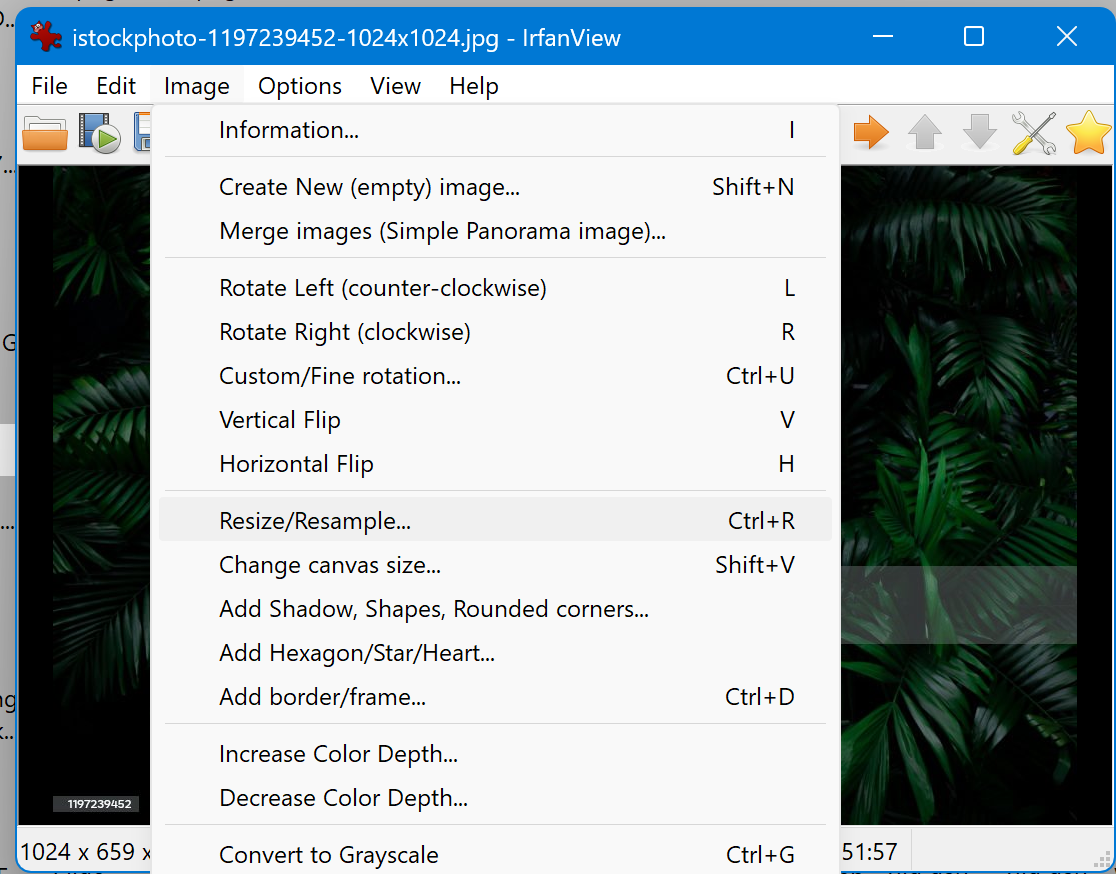 istockphoto-1197239452-1024x1024.jpg - IrfanView
File Edit Image Options View Help
Information... I
Create New (empty) image... Shift+N
Merge images (Simple Panorama image)...
Rotate Left (counter-clockwise) L
Rotate Right (clockwise) R
Custom/Fine rotation... Ctrl+U
Vertical Flip V
Horizontal Flip H
Resize/Resample... Ctrl+R
Change canvas size... Shift+V
Add Shadow, Shapes, Rounded corners...
Add Hexagon/Star/Heart...
Add border/frame... Ctrl+D
Increase Color Depth...
Decrease Color Depth...
1197239452
Convert to Grayscale Ctrl+G
1024 x 659 x 51:57